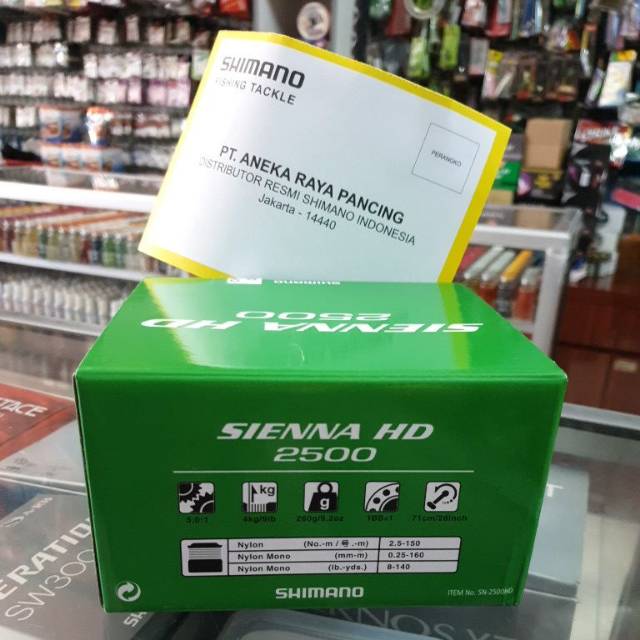 SHIMANO
FISHING TACKLE
PERANGKO
PT. ANEKA RAYA PANCING
DISTRIBUTOR RESMI SHIMANO INDONESIA
Jakarta - 14440
SHIMANO
SIENNA HD
2500
SIENNA HD
2500
kg
g
5.0:1
4kg/9lb
260g/9.2oz
71cm/28inch
Nylon (No.-m / 号.-m) 2.5-150
Nylon Mono (mm-m) 0.25-160
Nylon Mono (lb.-yds.) 8-140
SHIMANO
ITEM No. SN-2500HD